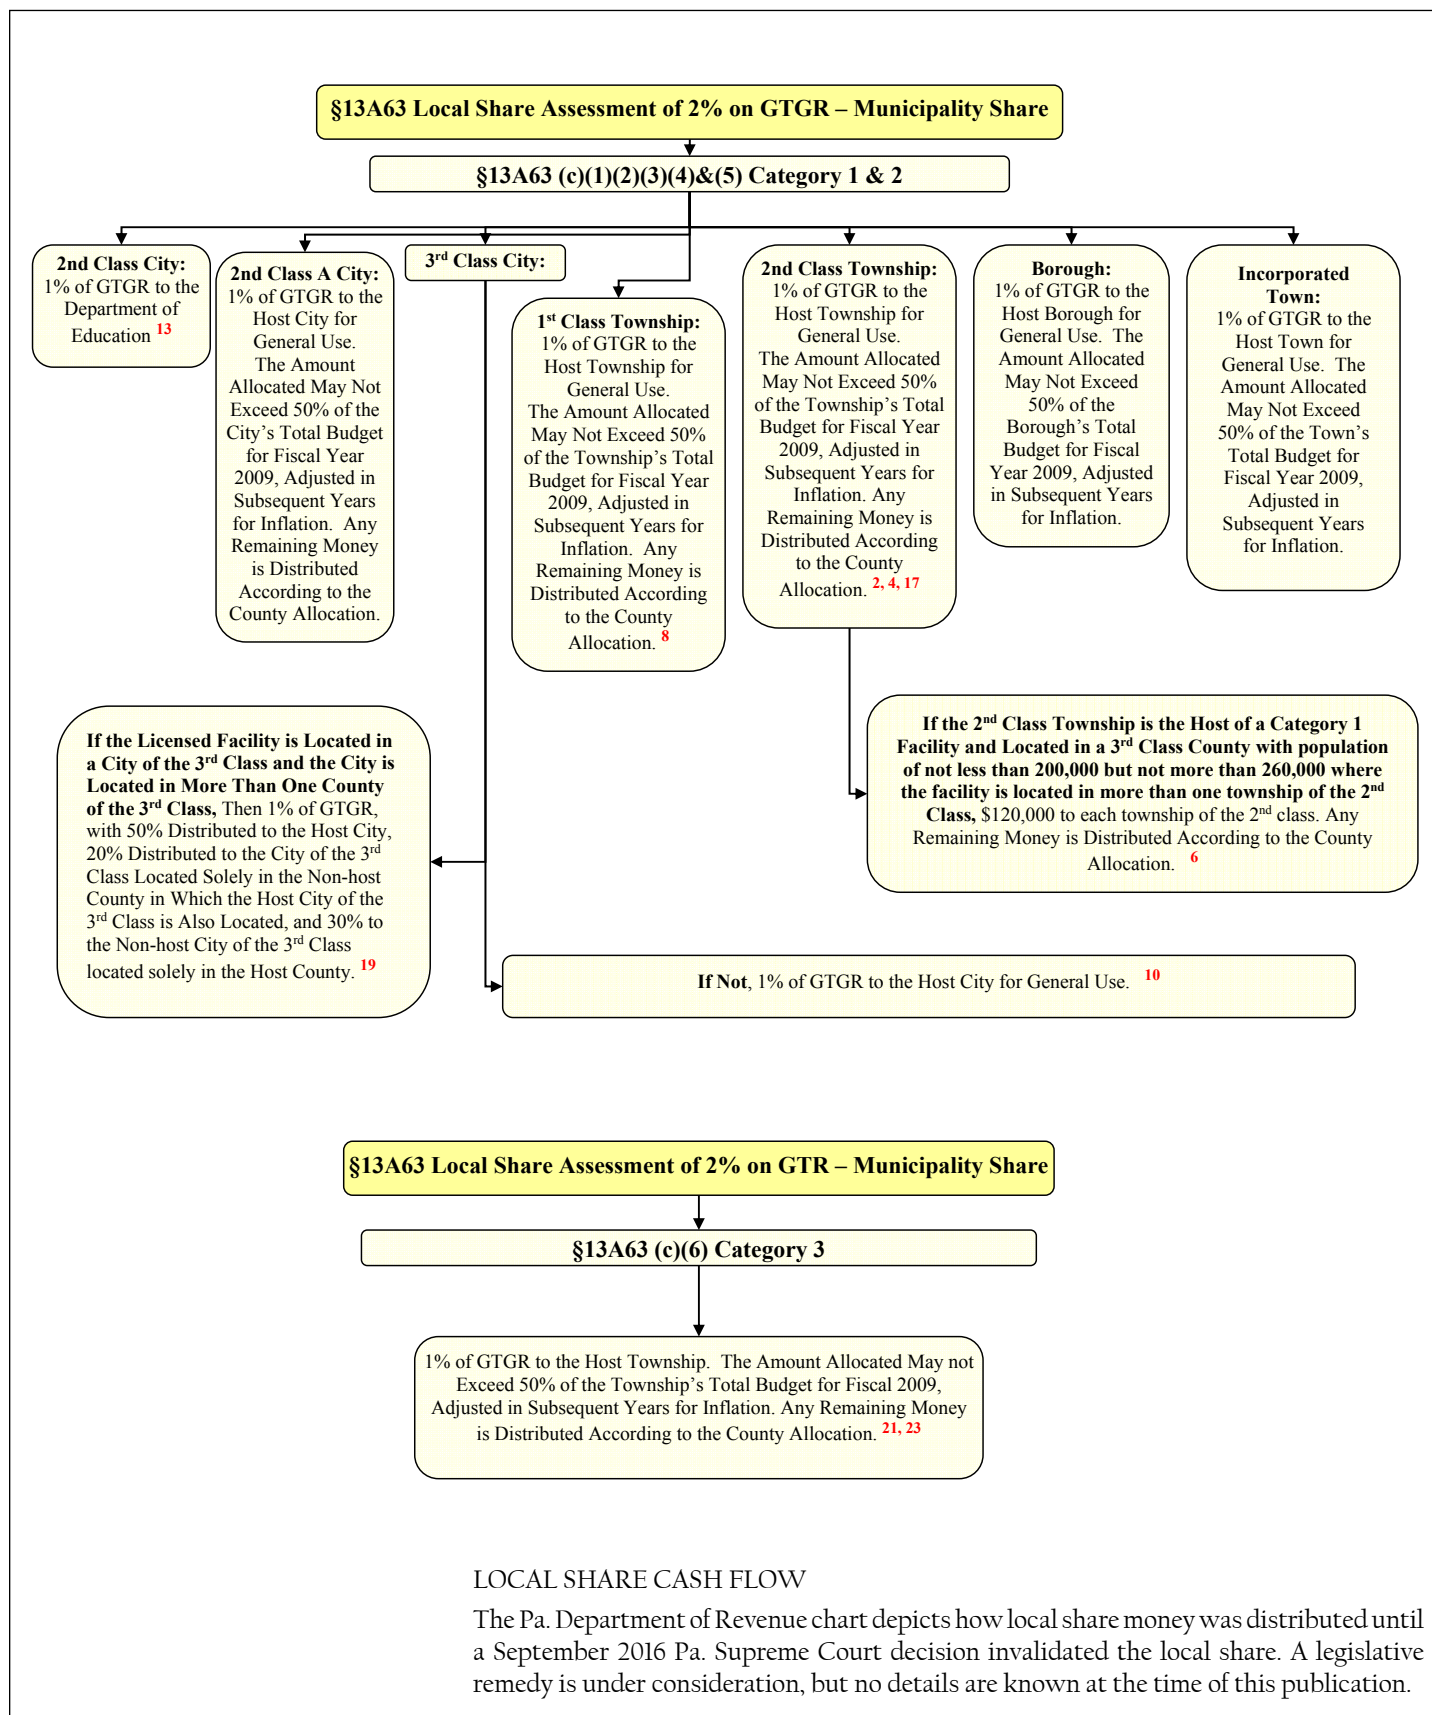 §13A63 Local Share Assessment of 2% on GTGR – Municipality Share
§13A63 (c)(1)(2)(3)(4)&(5) Category 1 & 2
2nd Class City:
1% of GTGR to the
Department of
Education 13
2nd Class A City:
1% of GTGR to the
Host City for
General Use.
The Amount
Allocated May Not
Exceed 50% of the
City's Total Budget
for Fiscal Year
2009, Adjusted in
Subsequent Years
for Inflation. Any
Remaining Money
is Distributed
According to the
County Allocation.
3rd Class City:
1st Class Township:
1% of GTGR to the
Host Township for
General Use.
The Amount Allocated
May Not Exceed 50%
of the Township's Total
Budget for Fiscal Year
2009, Adjusted in
Subsequent Years for
Inflation. Any
Remaining Money is
Distributed According
to the County
Allocation. 8
2nd Class Township:
1% of GTGR to the
Host Township for
General Use.
The Amount Allocated
May Not Exceed 50%
of the Township's Total
Budget for Fiscal Year
2009, Adjusted in
Subsequent Years for
Inflation. Any
Remaining Money is
Distributed According
to the County
Allocation. 2, 4, 17
Borough:
1% of GTGR to the
Host Borough for
General Use. The
Amount Allocated
May Not Exceed
50% of the
Borough's Total
Budget for Fiscal
Year 2009, Adjusted
in Subsequent Years
for Inflation.
Incorporated
Town:
1% of GTGR to the
Host Town for
General Use. The
Amount Allocated
May Not Exceed
50% of the Town's
Total Budget for
Fiscal Year 2009,
Adjusted in
Subsequent Years
for Inflation.
If the Licensed Facility is Located in
a City of the 3rd Class and the City is
Located in More Than One County
of the 3rd Class, Then 1% of GTGR,
with 50% Distributed to the Host City,
20% Distributed to the City of the 3rd
Class Located Solely in the Non-host
County in Which the Host City of the
3rd Class is Also Located, and 30% to
the Non-host City of the 3rd Class
located solely in the Host County. 19
If the 2nd Class Township is the Host of a Category 1
Facility and Located in a 3rd Class County with population
of not less than 200,000 but not more than 260,000 where
the facility is located in more than one township of the 2nd
Class, $120,000 to each township of the 2nd class. Any
Remaining Money is Distributed According to the County
Allocation. 6
If Not, 1% of GTGR to the Host City for General Use. 10
§13A63 Local Share Assessment of 2% on GTR – Municipality Share
§13A63 (c)(6) Category 3
1% of GTGR to the Host Township. The Amount Allocated May not
Exceed 50% of the Township's Total Budget for Fiscal 2009,
Adjusted in Subsequent Years for Inflation. Any Remaining Money
is Distributed According to the County Allocation. 21, 23
LOCAL SHARE CASH FLOW
The Pa. Department of Revenue chart depicts how local share money was distributed until
a September 2016 Pa. Supreme Court decision invalidated the local share. A legislative
remedy is under consideration, but no details are known at the time of this publication.